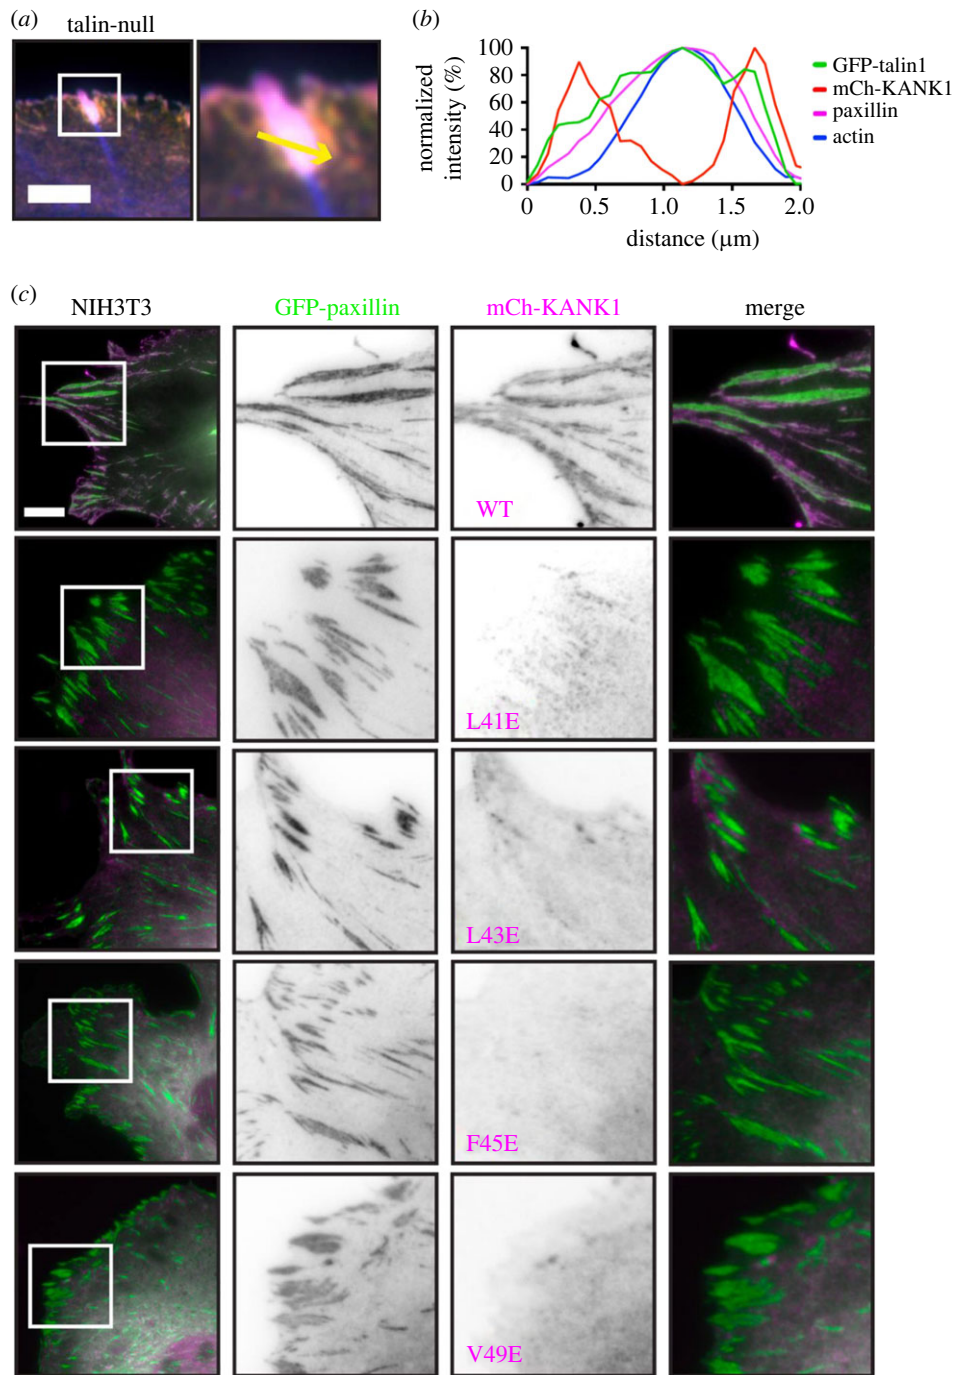 (a)
talin-null
(b)
normalized
intensity (%)
100
80
60
40
20
0
0
0.5
1.0
1.5
2.0
distance (μm)
GFP-talin1
mCh-KANK1
paxillin
actin
(c)
NIH3T3
GFP-paxillin
mCh-KANK1
merge
WT
L41E
L43E
F45E
V49E